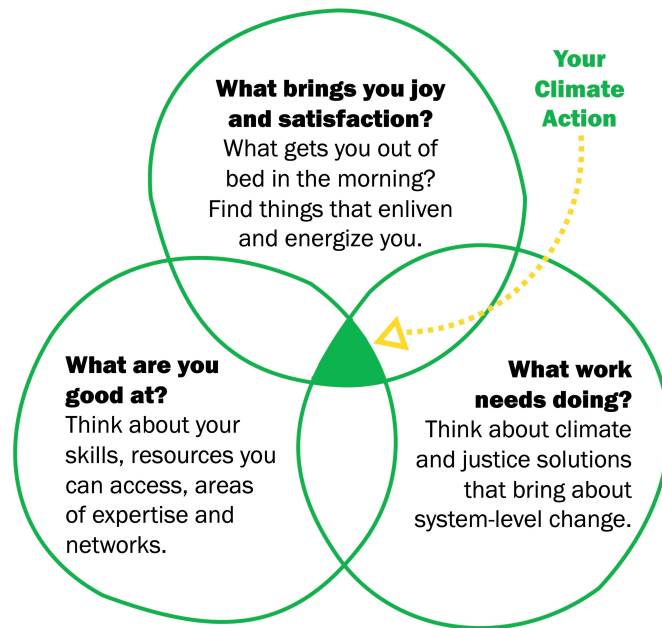 What brings you joy
and satisfaction?
What gets you out of
bed in the morning?
Find things that enliven
and energize you.
Your
Climate
Action
What are you
good at?
Think about your
skills, resources you
can access, areas
of expertise and
networks.
What work
needs doing?
Think about climate
and justice solutions
that bring about
system-level change.